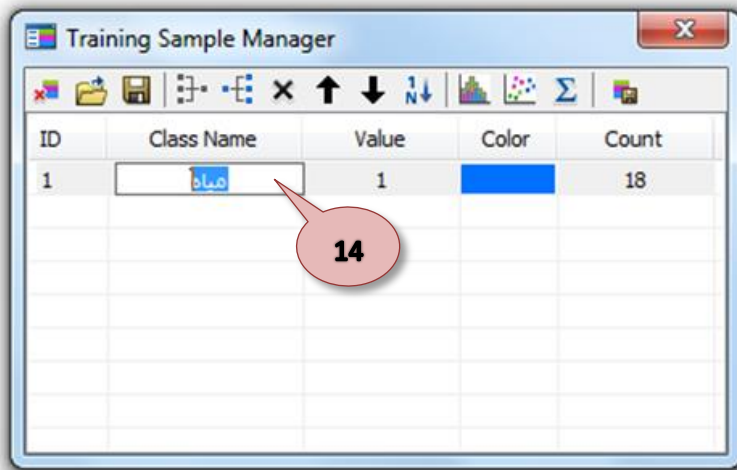 Training Sample Manager
ID Class Name Value Color Count
1 مياه 1 18
14